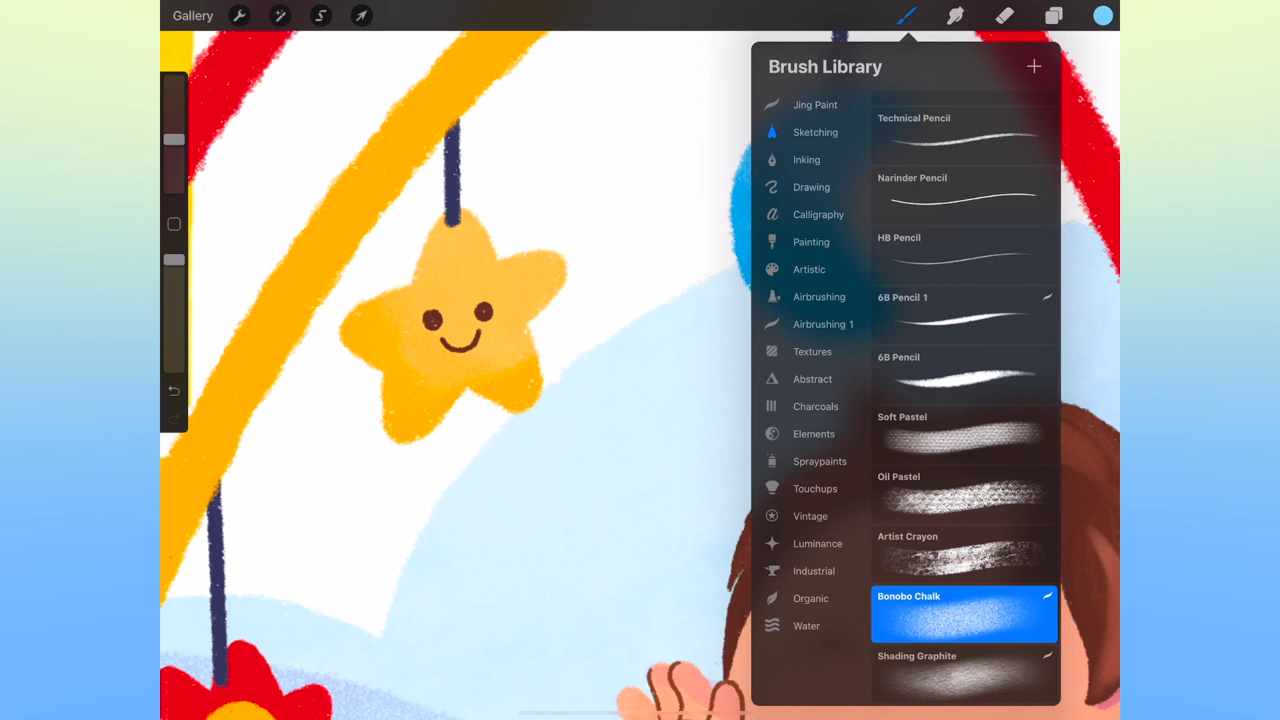 Gallery
Brush Library
Jing Paint
Sketching
Inking
Drawing
Calligraphy
Painting
Artistic
Airbrushing
Airbrushing 1
Textures
Abstract
Charcoals
Elements
Spraypaints
Touchups
Vintage
Luminance
Industrial
Organic
Water
Technical Pencil
Narinder Pencil
HB Pencil
6B Pencil 1
6B Pencil
Soft Pastel
Oil Pastel
Artist Crayon
Bonobo Chalk
Shading Graphite